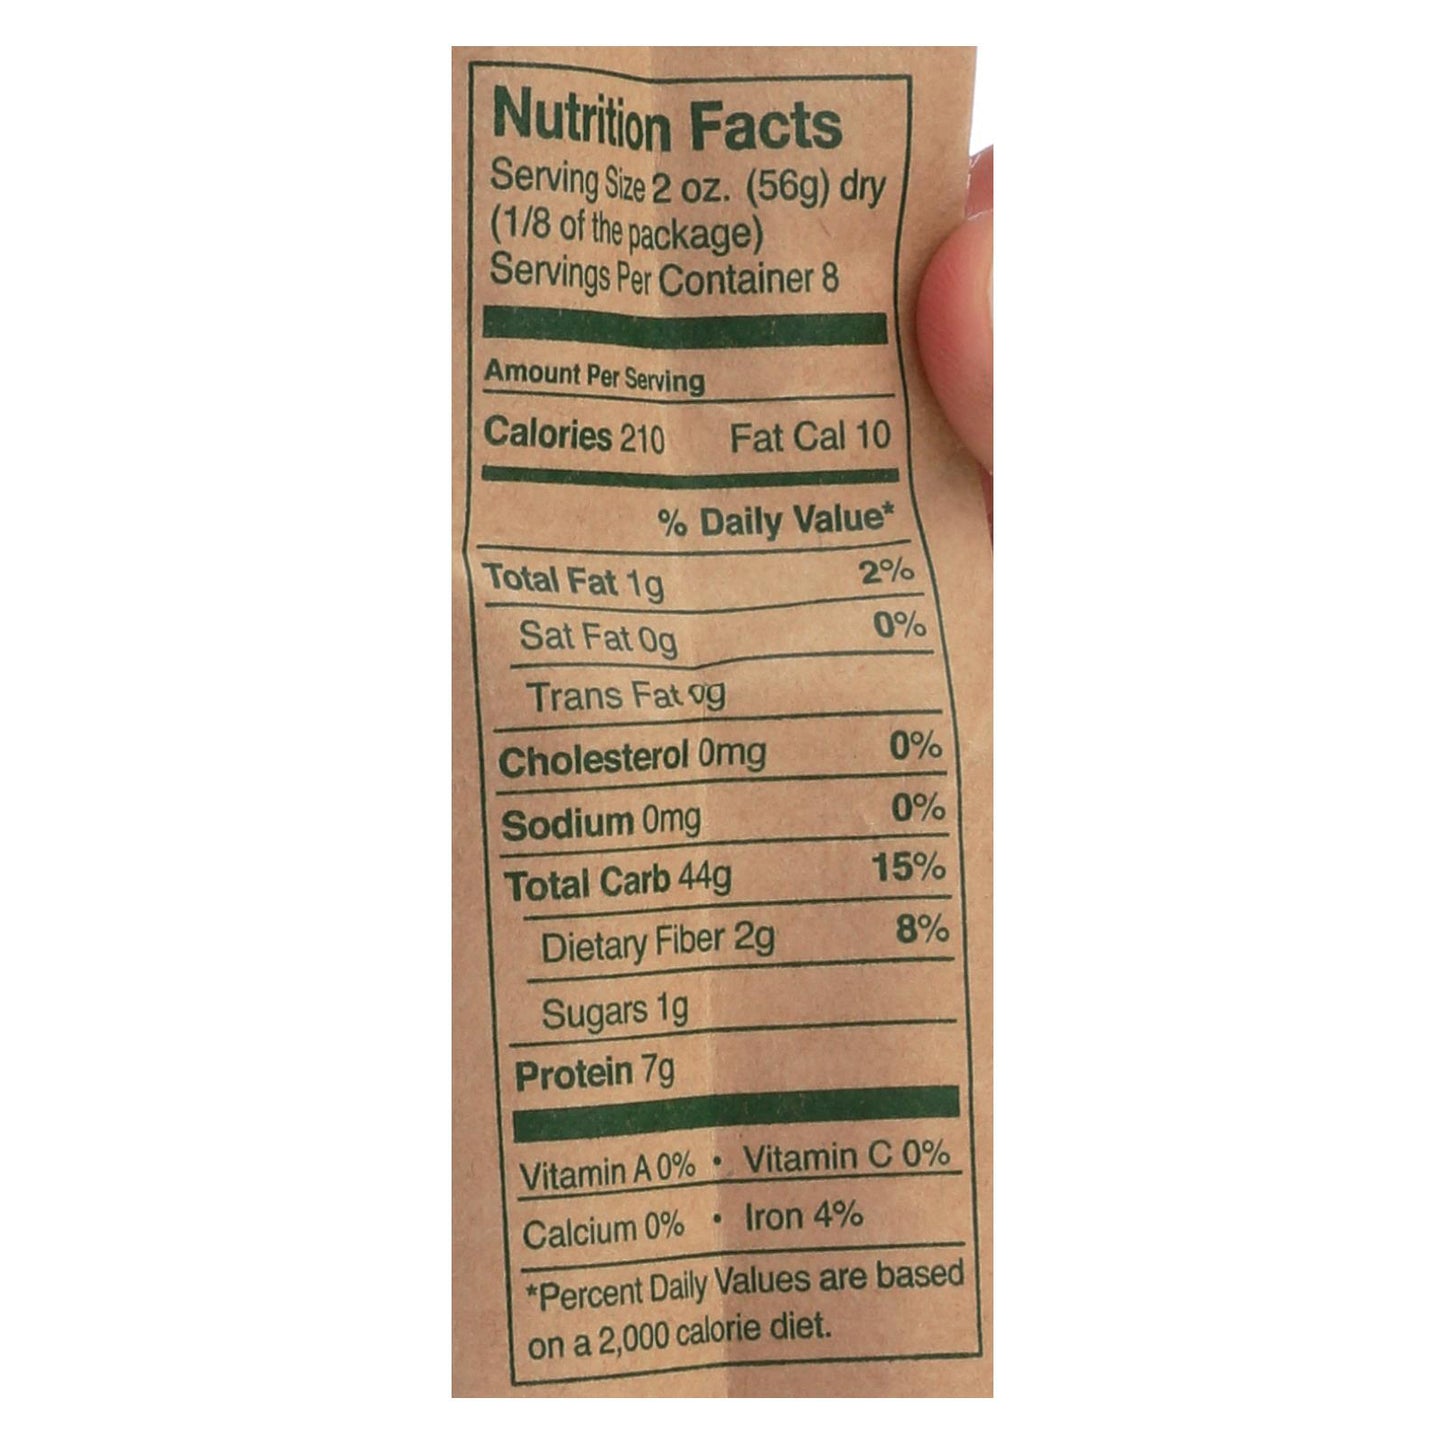 Nutrition Facts
Serving Size 2 oz. (56g) dry
(1/8 of the package)
Servings Per Container 8
Amount Per Serving
Calories 210 Fat Cal 10
% Daily Value*
Total Fat 1g 2%
Sat Fat 0g 0%
Trans Fat 0g
Cholesterol 0mg 0%
Sodium 0mg 0%
Total Carb 44g 15%
Dietary Fiber 2g 8%
Sugars 1g
Protein 7g
Vitamin A 0% • Vitamin C 0%
Calcium 0% • Iron 4%
*Percent Daily Values are based
on a 2,000 calorie diet.